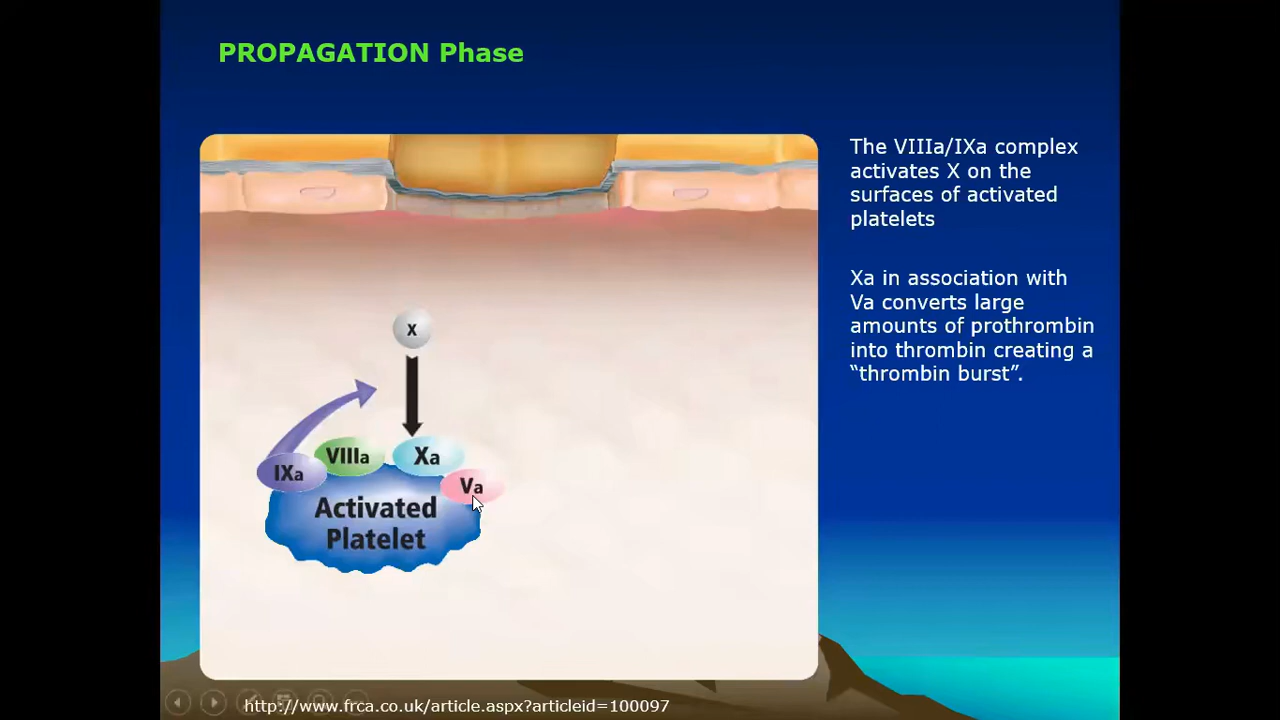 PROPAGATION Phase
The VIIIa/IXa complex
activates X on the
surfaces of activated
platelets
Xa in association with
Va converts large
amounts of prothrombin
into thrombin creating a
“thrombin burst”.
X
IXa
VIIIa
Xa
Va
Activated
Platelet
http://www.frca.co.uk/article.aspx?articleid=100097